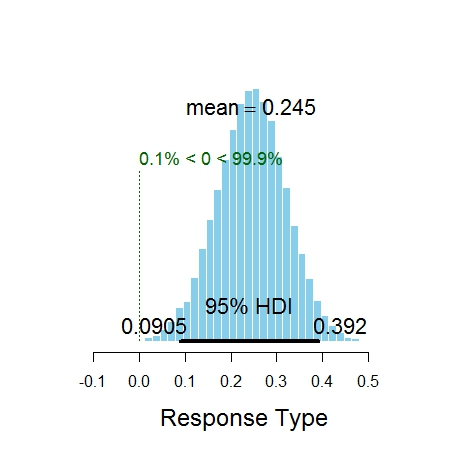 mean = 0.245
0.1% < 0 < 99.9%
95% HDI
0.0905 0.392
-0.1 0.0 0.1 0.2 0.3 0.4 0.5
Response Type